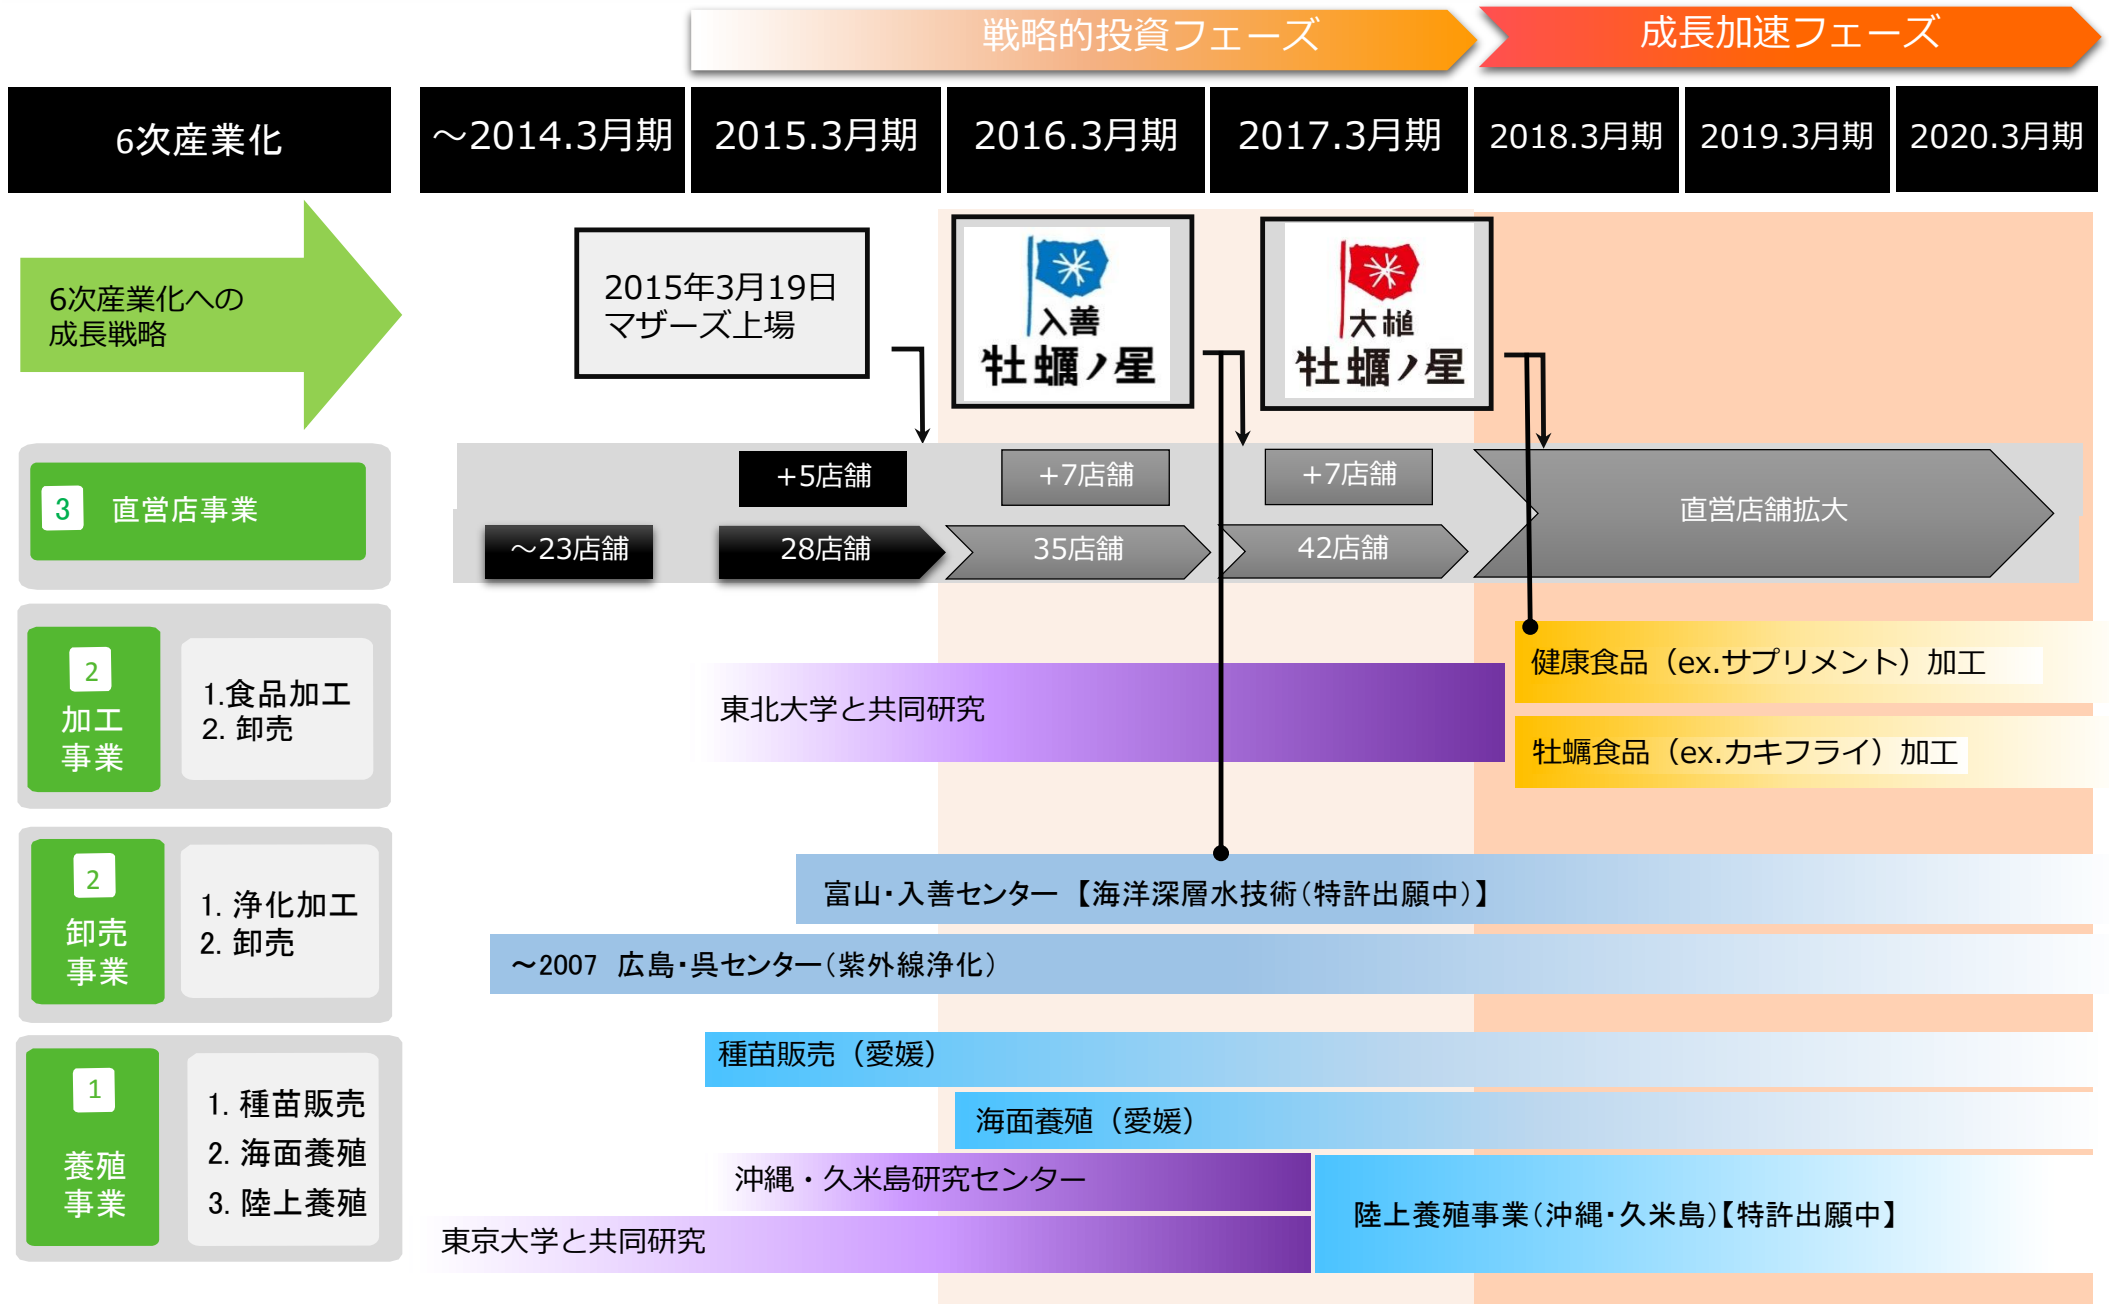 戦略的投資フェーズ
成長加速フェーズ
6次産業化
～2014.3月期
2015.3月期
2016.3月期
2017.3月期
2018.3月期
2019.3月期
2020.3月期
6次産業化への
成長戦略
2015年3月19日
マザーズ上場
入善
牡蠣ノ星
大槌
牡蠣ノ星
3
直営店事業
+5店舗
+7店舗
+7店舗
～23店舗
28店舗
35店舗
42店舗
直営店舗拡大
2
加工
事業
1.食品加工
2. 卸売
東北大学と共同研究
健康食品（ex.サプリメント）加工
牡蠣食品（ex.カキフライ）加工
2
卸売
事業
1. 浄化加工
2. 卸売
富山・入善センター【海洋深層水技術（特許出願中）】
～2007 広島・呉センター（紫外線浄化）
1
養殖
事業
1. 種苗販売
2. 海面養殖
3. 陸上養殖
種苗販売（愛媛）
海面養殖（愛媛）
沖縄・久米島研究センター
東京大学と共同研究
陸上養殖事業（沖縄・久米島）【特許出願中】